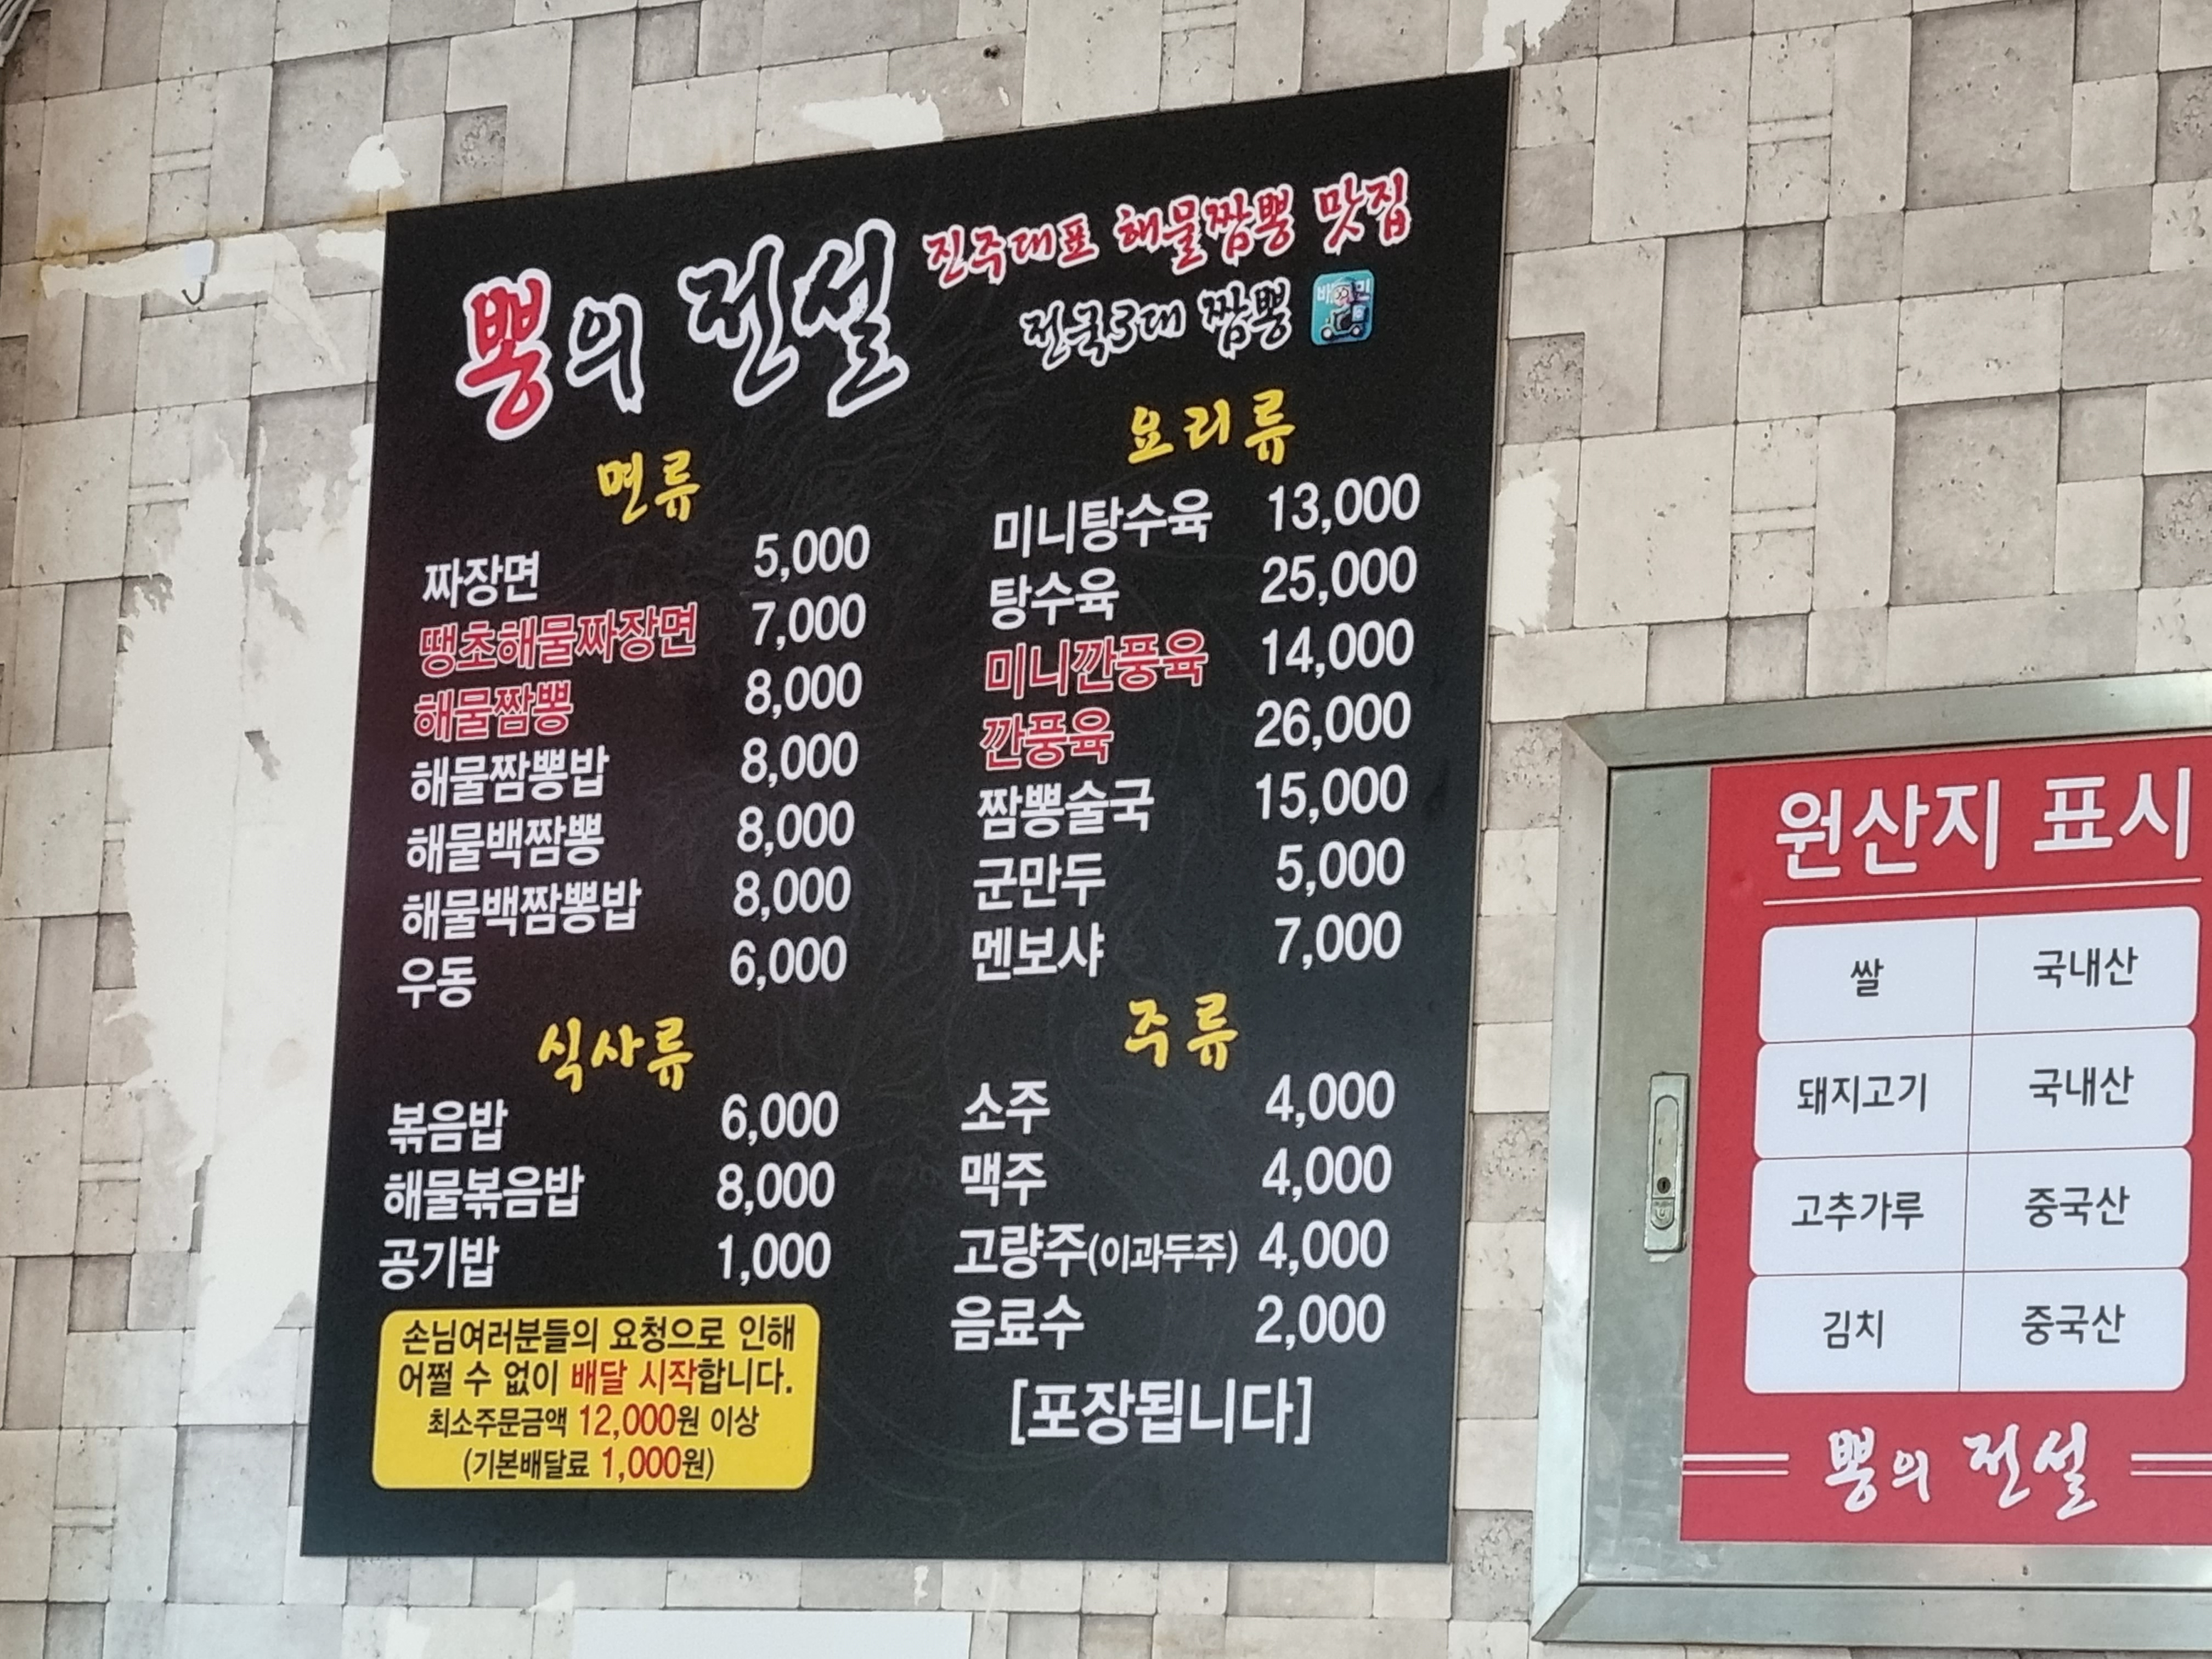 뽕의 전설
진주대표 해물짬뽕 맛집
전국3대 짬뽕
배민
면류
짜장면 5,000
땡초해물짜장면 7,000
해물짬뽕 8,000
해물짬뽕밥 8,000
해물백짬뽕 8,000
해물백짬뽕밥 8,000
우동 6,000
식사류
볶음밥 6,000
해물볶음밥 8,000
공기밥 1,000
손님여러분들의 요청으로 인해
어쩔 수 없이 배달 시작합니다.
최소주문금액 12,000원 이상
(기본배달료 1,000원)
요리류
미니탕수육 13,000
탕수육 25,000
미니깐풍육 14,000
깐풍육 26,000
짬뽕술국 15,000
군만두 5,000
멘보샤 7,000
주류
소주 4,000
맥주 4,000
고량주(이과두주) 4,000
음료수 2,000
[포장됩니다]
원산지 표시
쌀 국내산
돼지고기 국내산
고추가루 중국산
김치 중국산
뽕의 전설